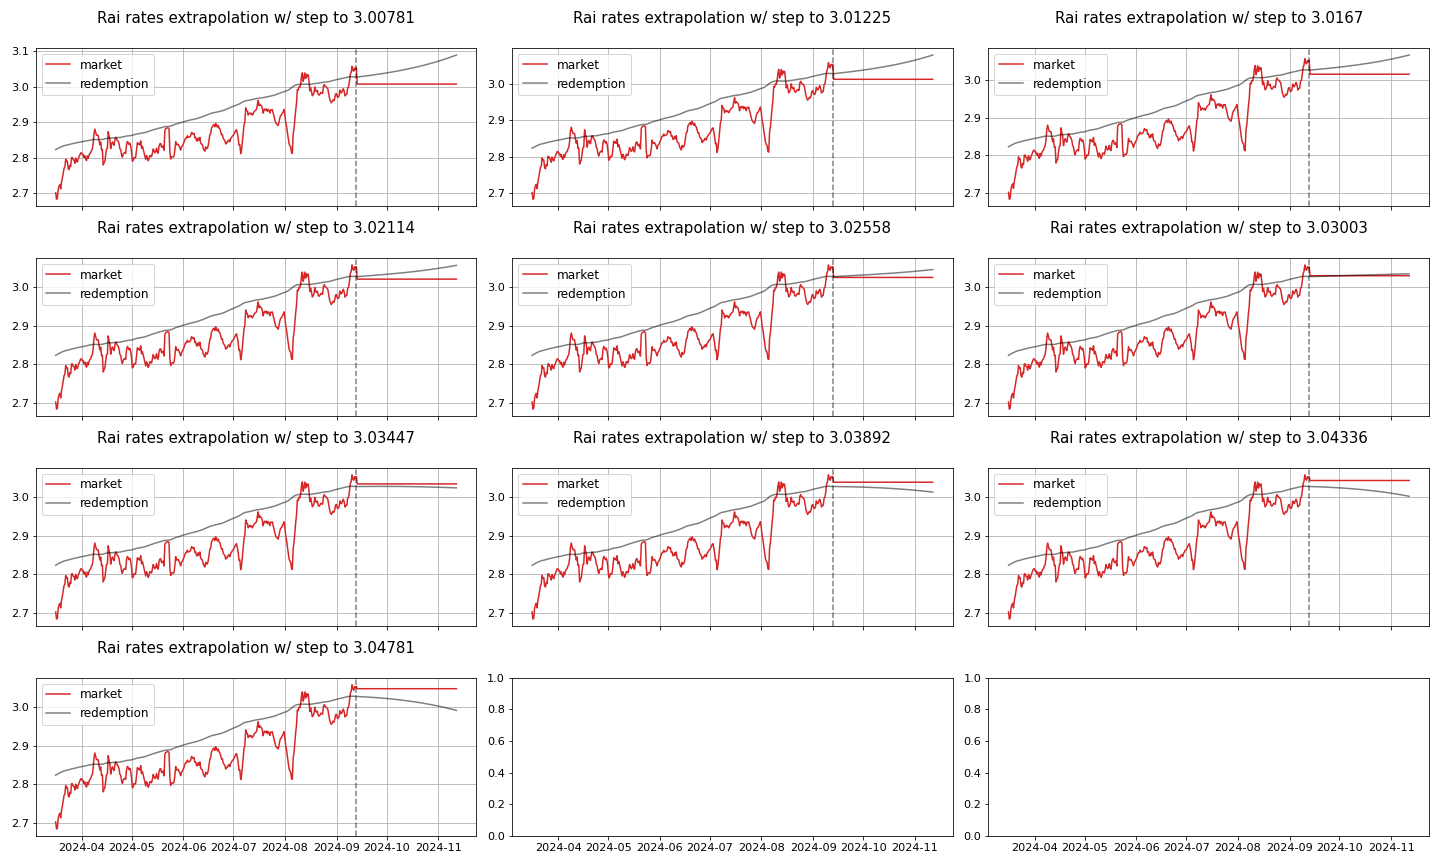 Rai rates extrapolation w/ step to 3.00781
3.1
3.0
2.9
2.8
2.7
market
redemption
Rai rates extrapolation w/ step to 3.01225
3.0
2.9
2.8
2.7
market
redemption
Rai rates extrapolation w/ step to 3.0167
3.0
2.9
2.8
2.7
market
redemption
Rai rates extrapolation w/ step to 3.02114
3.0
2.9
2.8
2.7
market
redemption
Rai rates extrapolation w/ step to 3.02558
3.0
2.9
2.8
2.7
market
redemption
Rai rates extrapolation w/ step to 3.03003
3.0
2.9
2.8
2.7
market
redemption
Rai rates extrapolation w/ step to 3.03447
3.0
2.9
2.8
2.7
market
redemption
Rai rates extrapolation w/ step to 3.03892
3.0
2.9
2.8
2.7
market
redemption
Rai rates extrapolation w/ step to 3.04336
3.0
2.9
2.8
2.7
market
redemption
Rai rates extrapolation w/ step to 3.04781
3.0
2.9
2.8
2.7
market
redemption
2024-04 2024-05 2024-06 2024-07 2024-08 2024-09 2024-10 2024-11
1.0
0.8
0.6
0.4
0.2
0.0
2024-04 2024-05 2024-06 2024-07 2024-08 2024-09 2024-10 2024-11
1.0
0.8
0.6
0.4
0.2
0.0
2024-04 2024-05 2024-06 2024-07 2024-08 2024-09 2024-10 2024-11